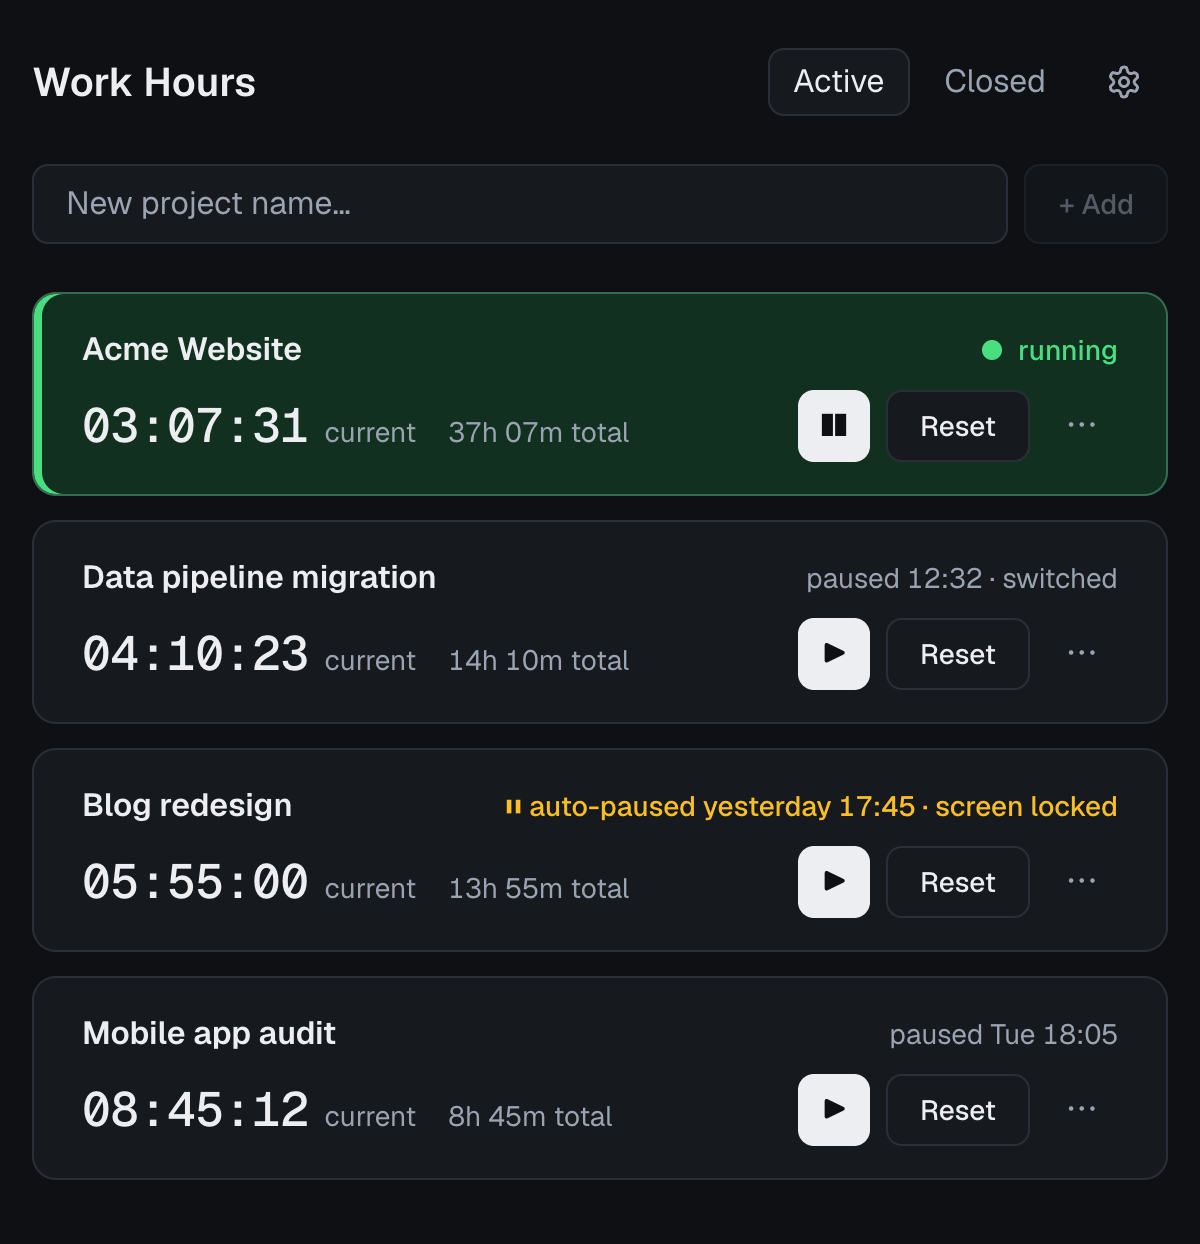 Work Hours
Active
Closed
New project name…
+ Add
Acme Website
running
03:07:31 current 37h 07m total
Reset
Data pipeline migration
paused 12:32 · switched
04:10:23 current 14h 10m total
Reset
Blog redesign
auto-paused yesterday 17:45 · screen locked
05:55:00 current 13h 55m total
Reset
Mobile app audit
paused Tue 18:05
08:45:12 current 8h 45m total
Reset